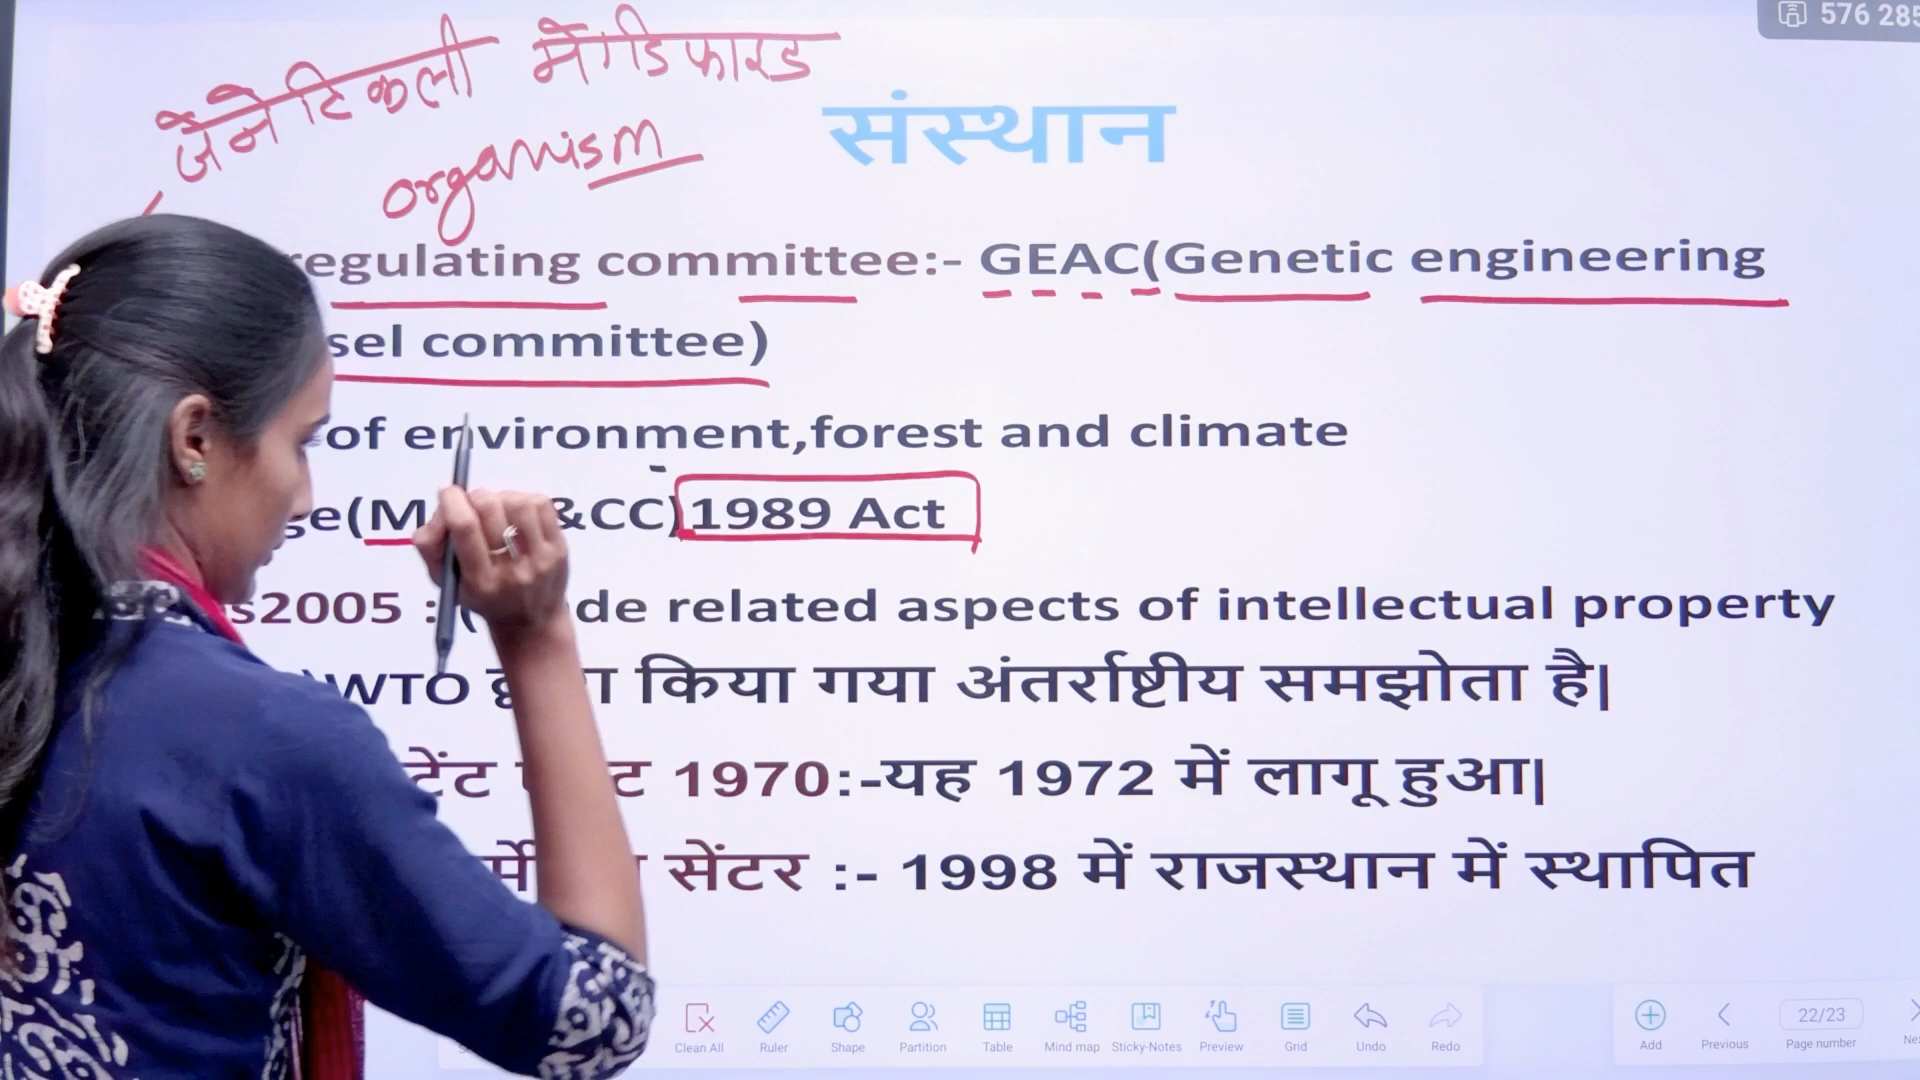 576 285
जेनेटिकली मोडिफाइड
organism
संस्थान
regulating committee:- GEAC(Genetic engineering
sel committee)
of environment,forest and climate
ge(M &CC)1989 Act
s2005 : ( de related aspects of intellectual property
WTO द्वारा किया गया अंतर्राष्ट्रीय समझोता है|
टेंट ट 1970:-यह 1972 में लागू हुआ|
र्मे सेंटर :- 1998 में राजस्थान में स्थापित
Clean All Ruler Shape Partition Table Mind map Sticky-Notes Preview Grid Undo Redo Add Previous 22/23 Page number Nex